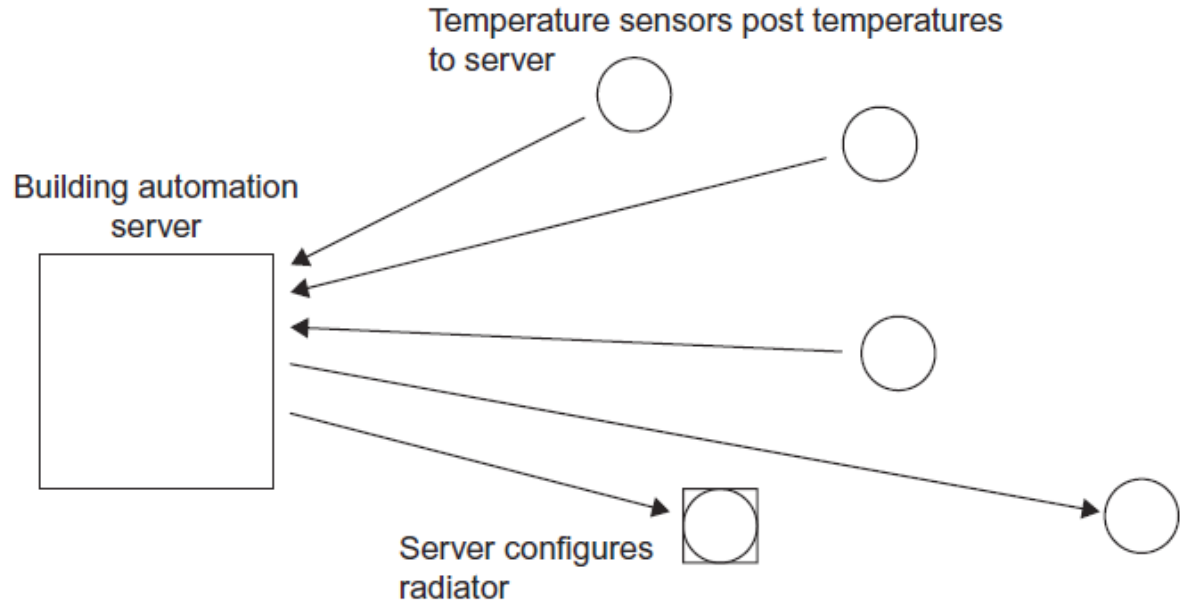 Temperature sensors post temperatures
to server
Building automation
server
Server configures
radiator